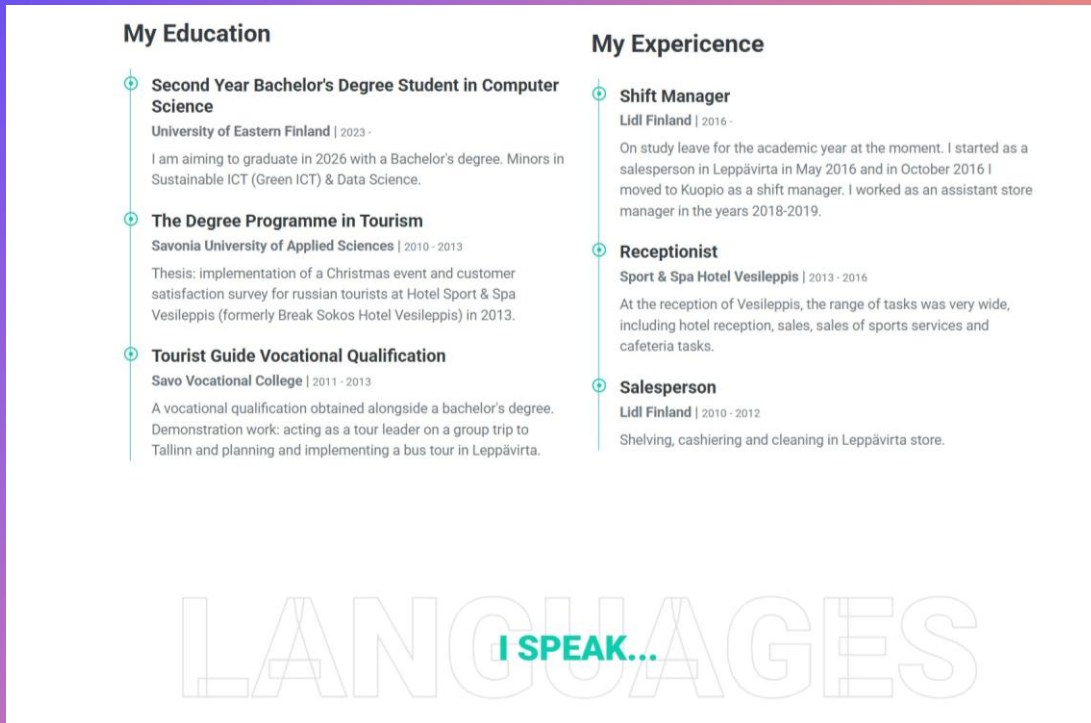 My Education
Second Year Bachelor's Degree Student in Computer
Science
University of Eastern Finland | 2023 -
I am aiming to graduate in 2026 with a Bachelor's degree. Minors in
Sustainable ICT (Green ICT) & Data Science.
The Degree Programme in Tourism
Savonia University of Applied Sciences | 2010 - 2013
Thesis: implementation of a Christmas event and customer
satisfaction survey for russian tourists at Hotel Sport & Spa
Vesileppis (formerly Break Sokos Hotel Vesileppis) in 2013.
Tourist Guide Vocational Qualification
Savo Vocational College | 2011 - 2013
A vocational qualification obtained alongside a bachelor's degree.
Demonstration work: acting as a tour leader on a group trip to
Tallinn and planning and implementing a bus tour in Leppävirta.
My Expericence
Shift Manager
Lidl Finland | 2016 -
On study leave for the academic year at the moment. I started as a
salesperson in Leppävirta in May 2016 and in October 2016 I
moved to Kuopio as a shift manager. I worked as an assistant store
manager in the years 2018-2019.
Receptionist
Sport & Spa Hotel Vesileppis | 2013 - 2016
At the reception of Vesileppis, the range of tasks was very wide,
including hotel reception, sales, sales of sports services and
cafeteria tasks.
Salesperson
Lidl Finland | 2010 - 2012
Shelving, cashiering and cleaning in Leppävirta store.
LANGUAGES
I SPEAK...